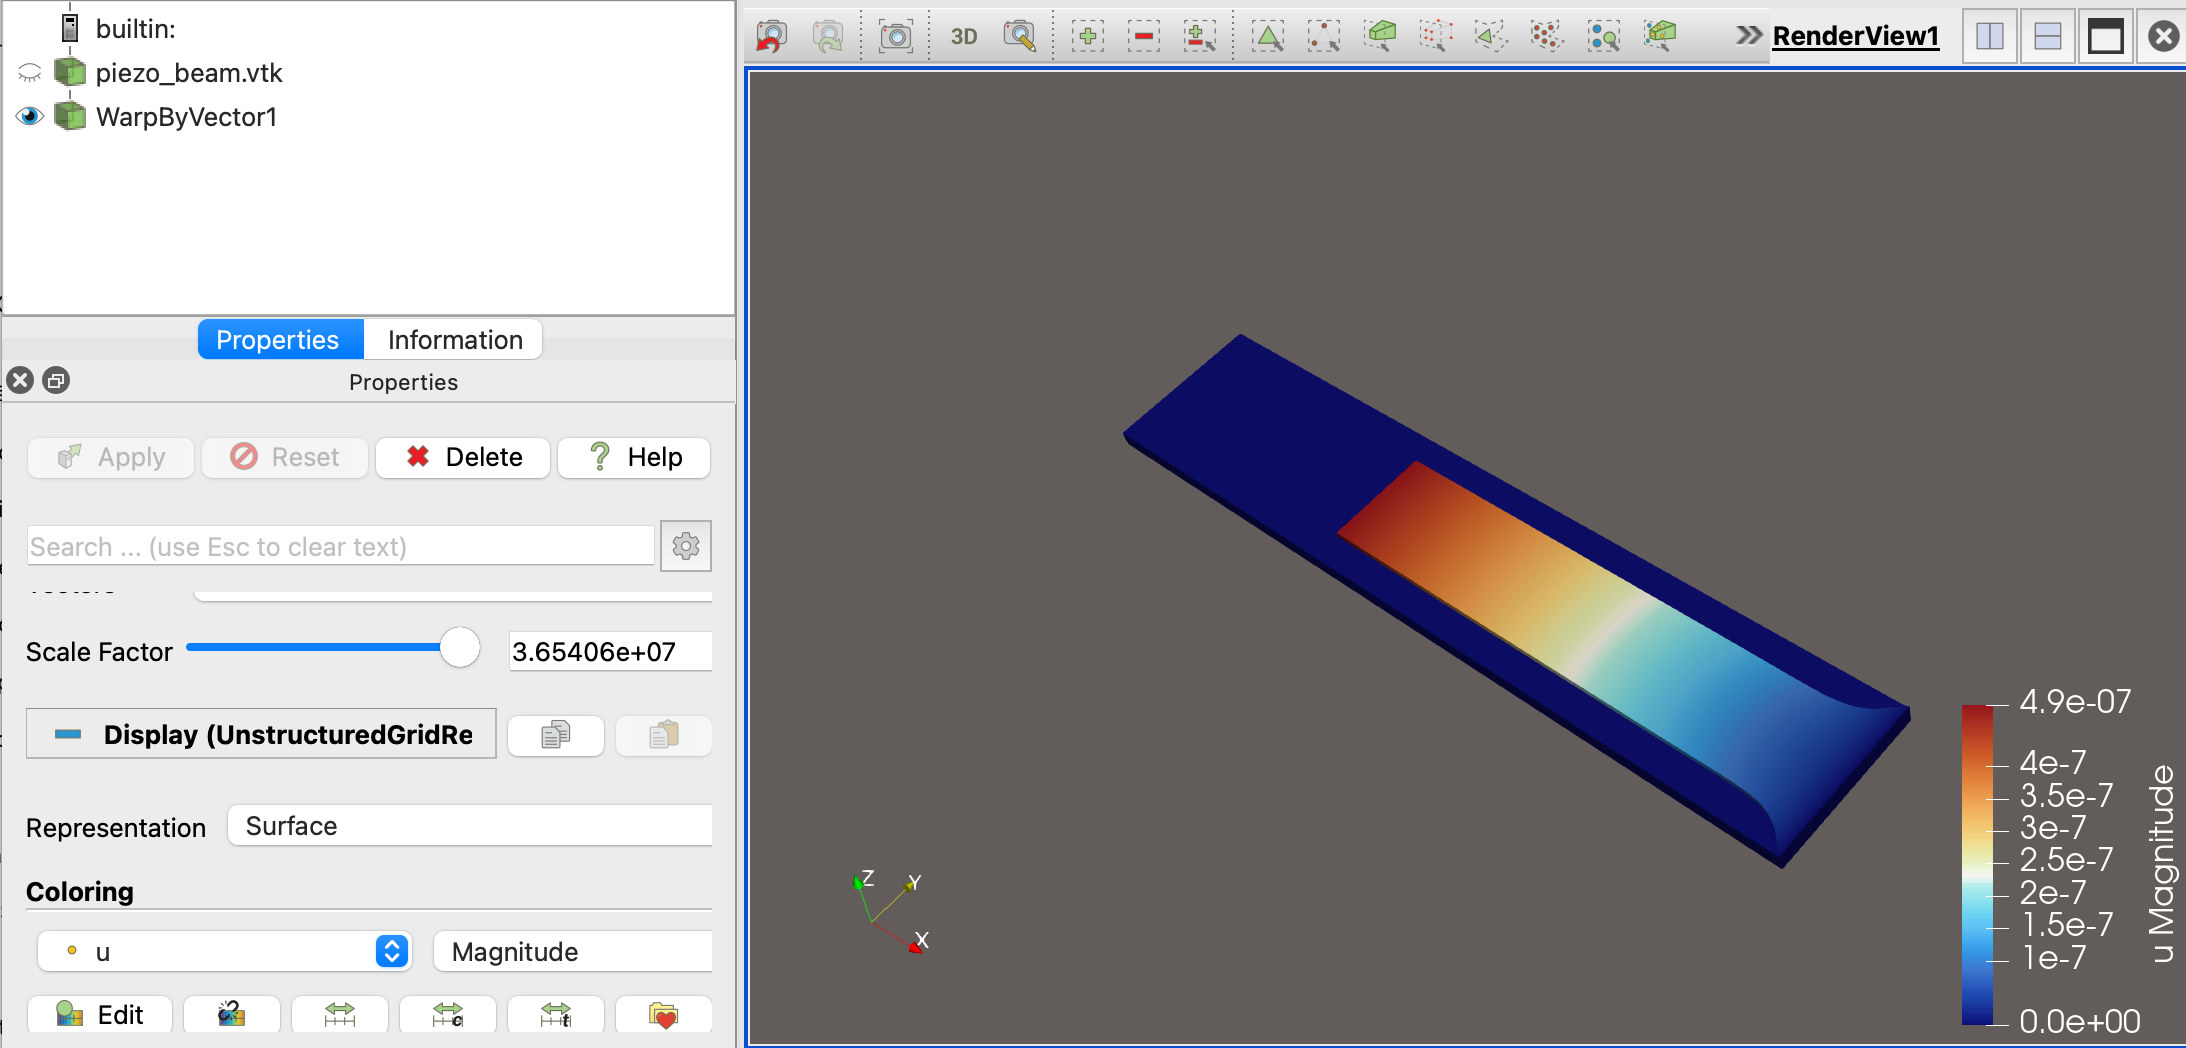 builtin:
piezo_beam.vtk
WarpByVector1
Properties Information
Properties
Apply Reset Delete Help
Search ... (use Esc to clear text)
Scale Factor 3.65406e+07
Display (UnstructuredGridRe
Representation Surface
Coloring
u Magnitude
Edit c t
3D RenderView1
Z Y
X
4.9e-07
4e-7
3.5e-7
3e-7
2.5e-7
2e-7
1.5e-7
1e-7
0.0e+00
u Magnitude